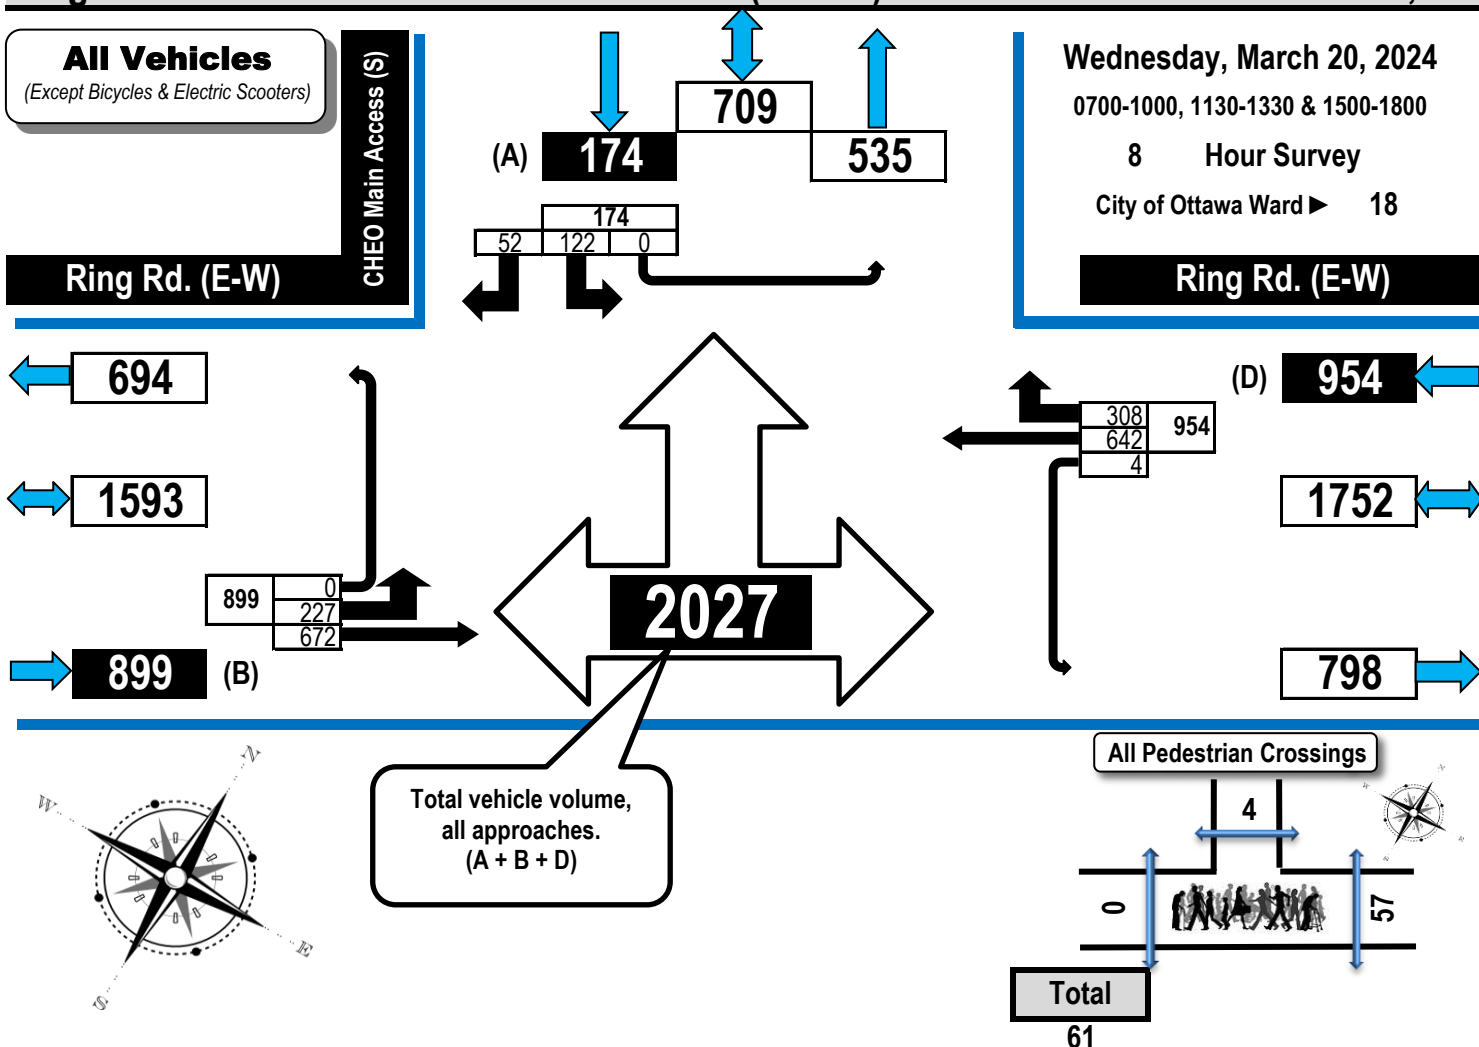 All Vehicles
(Except Bicycles & Electric Scooters)
CHEO Main Access (S)
Ring Rd. (E-W)
709
(A) 174
535
174
52 122 0
Wednesday, March 20, 2024
0700-1000, 1130-1330 & 1500-1800
8 Hour Survey
City of Ottawa Ward ► 18
Ring Rd. (E-W)
694
1593
899
0
227
672
899 (B)
2027
(D) 954
308
642
4
954
1752
798
Total vehicle volume,
all approaches.
(A + B + D)
N
W
E
S
All Pedestrian Crossings
4
0
57
Total
61